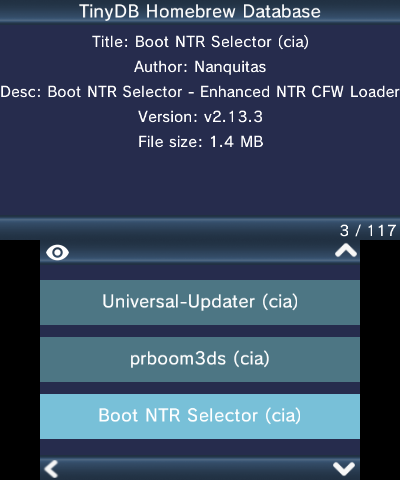 TinyDB Homebrew Database
Title: Boot NTR Selector (cia)
Author: Nanquitas
Desc: Boot NTR Selector - Enhanced NTR CFW Loader
Version: v2.13.3
File size: 1.4 MB
3 / 117
Universal-Updater (cia)
prboom3ds (cia)
Boot NTR Selector (cia)